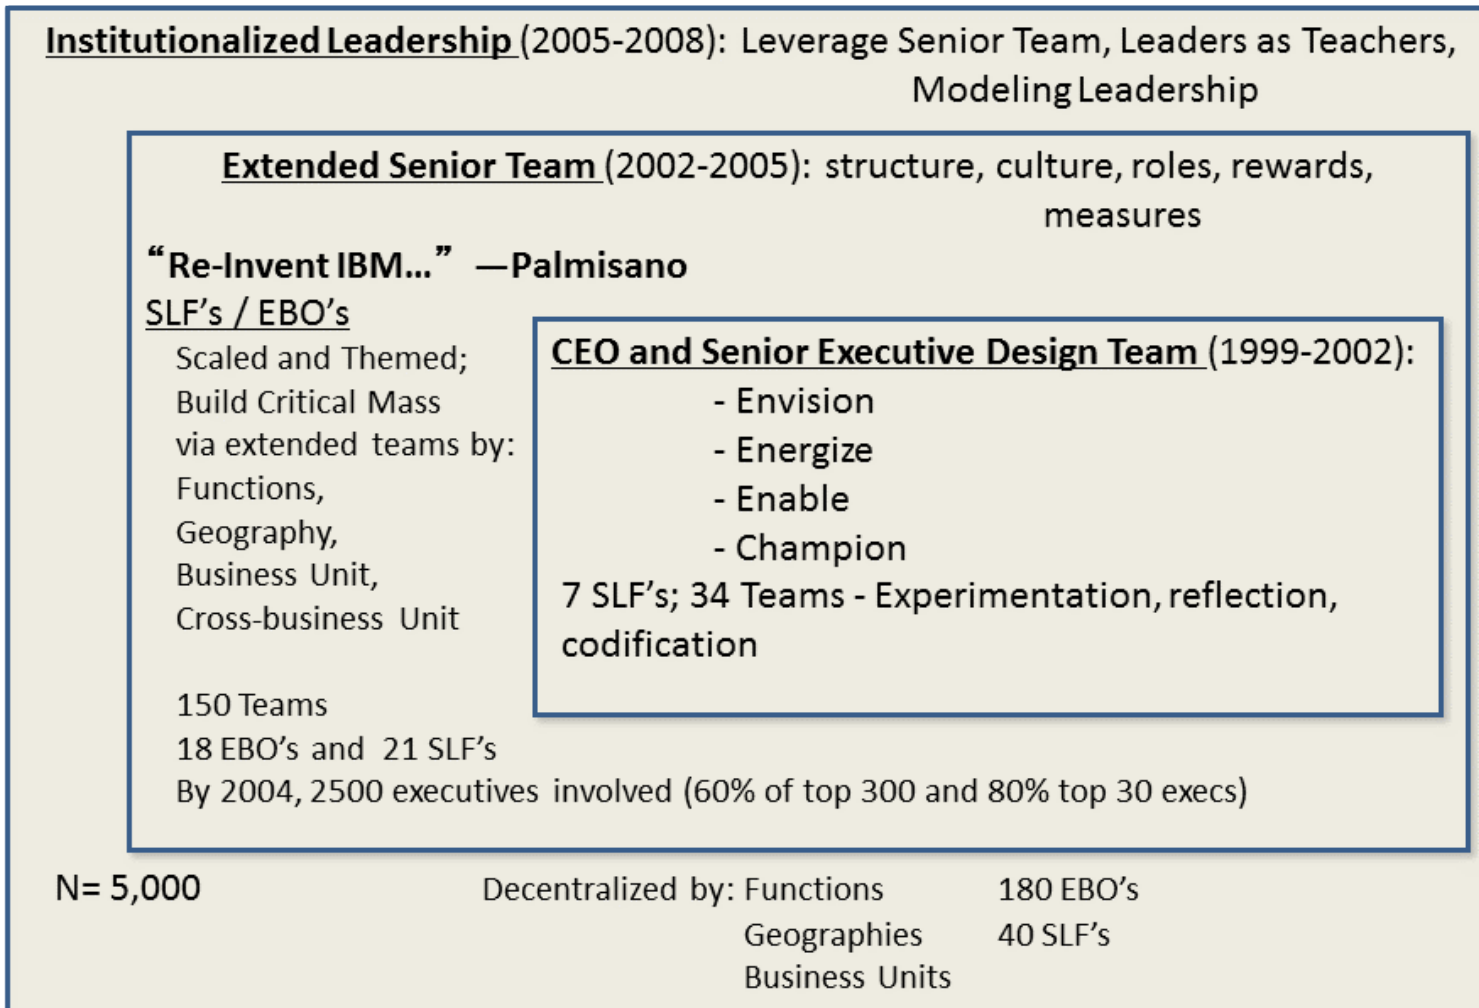 Institutionalized Leadership (2005-2008): Leverage Senior Team, Leaders as Teachers,
Modeling Leadership
Extended Senior Team (2002-2005): structure, culture, roles, rewards,
measures
“Re-Invent IBM…” —Palmisano
SLF’s / EBO’s
Scaled and Themed;
Build Critical Mass
via extended teams by:
Functions,
Geography,
Business Unit,
Cross-business Unit
150 Teams
18 EBO’s and 21 SLF’s
By 2004, 2500 executives involved (60% of top 300 and 80% top 30 execs)
CEO and Senior Executive Design Team (1999-2002):
- Envision
- Energize
- Enable
- Champion
7 SLF’s; 34 Teams - Experimentation, reflection,
codification
N= 5,000
Decentralized by: Functions 180 EBO’s
Geographies 40 SLF’s
Business Units